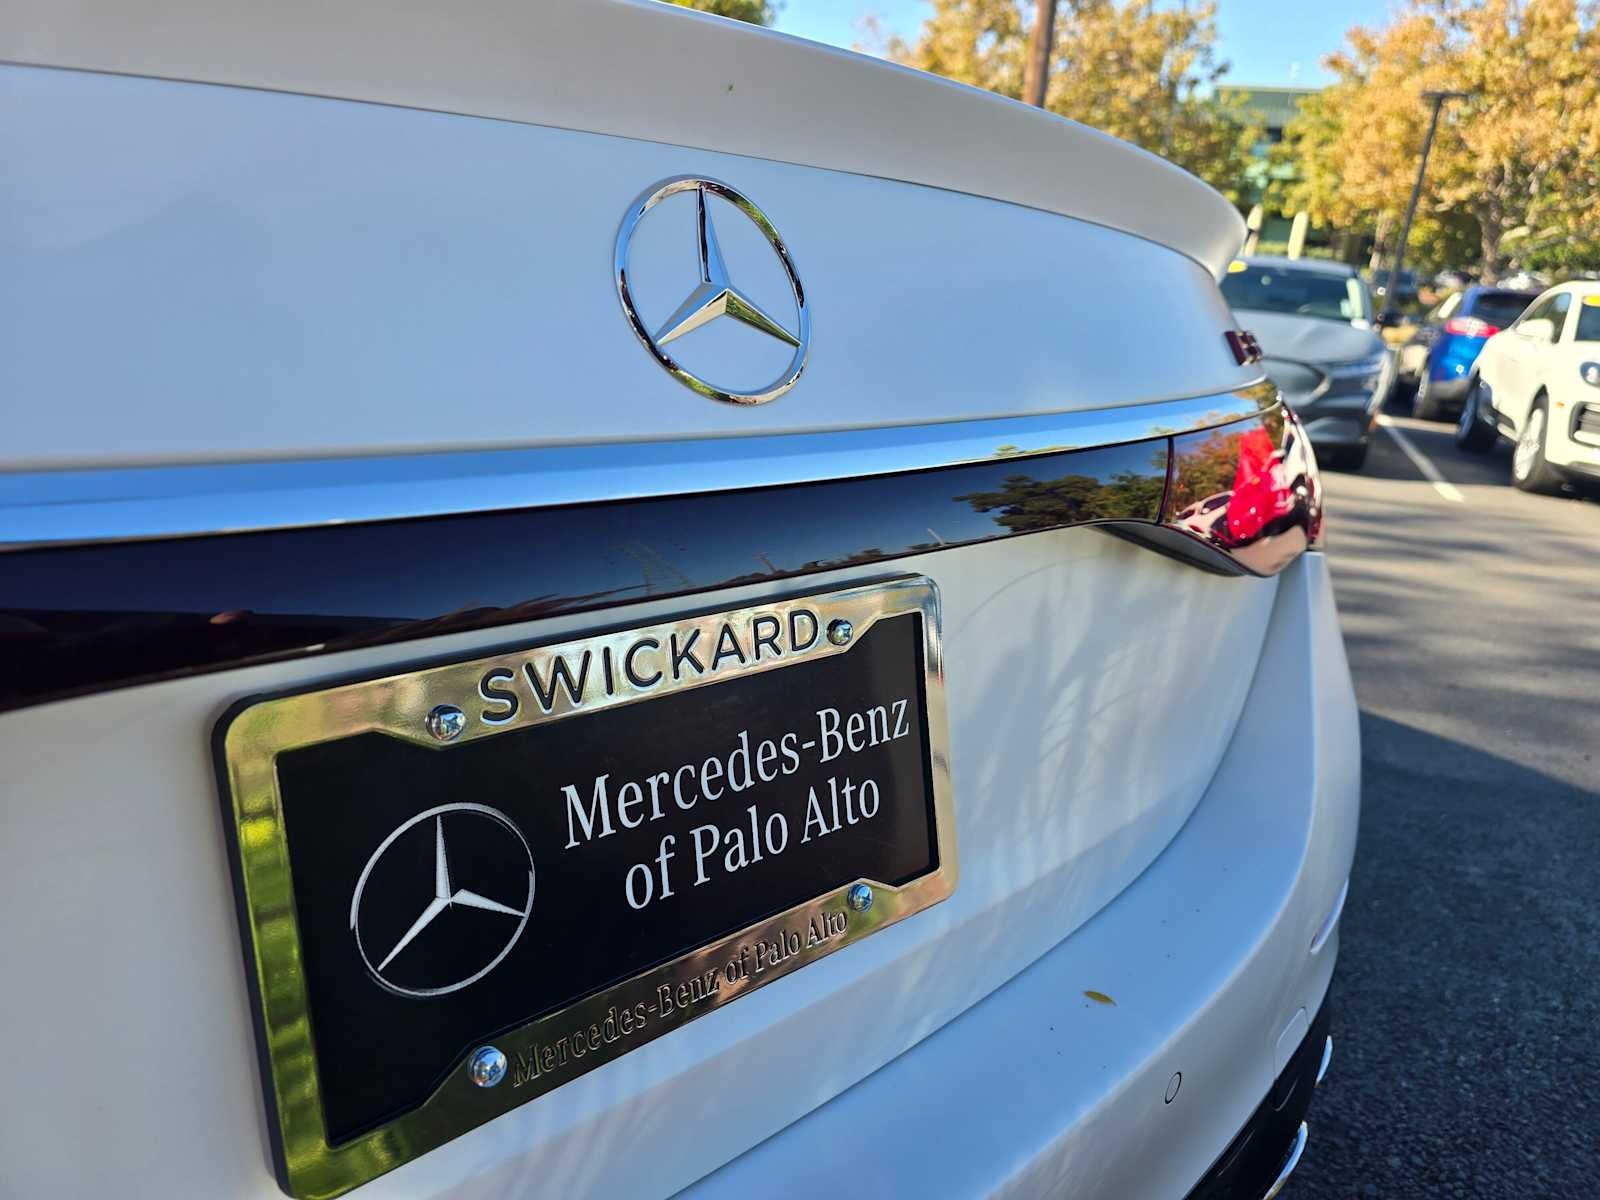 SWICKARD
Mercedes-Benz
of Palo Alto
Mercedes-Benz of Palo Alto